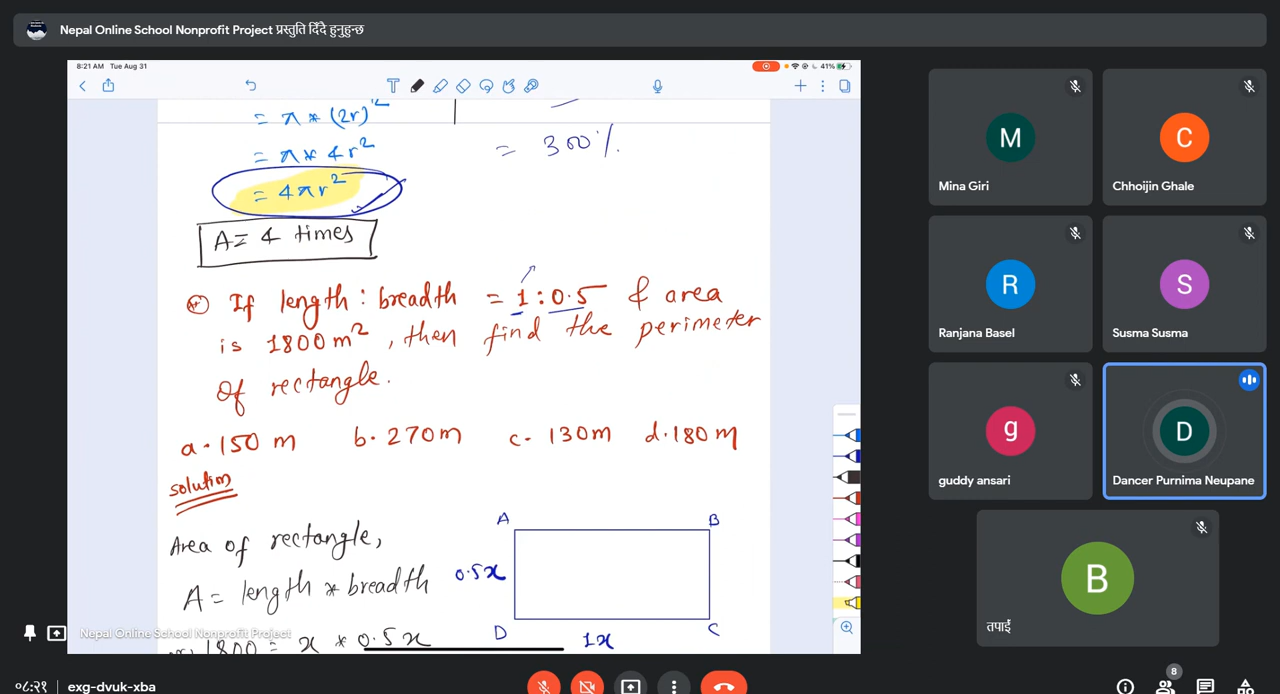 Nepal Online School Nonprofit Project प्रस्तुति दिँदै हुनुहुन्छ
8:21 AM Tue Aug 31
41%
T
= π * (2r)²
= π * 4r²
= 4πr²
= 300%
A = 4 times
If length : breadth = 1 : 0.5 & area
is 1800 m², then find the perimeter
of rectangle.
a. 150 m b. 270 m c. 130 m d. 180 m
solution
Area of rectangle,
A = length * breadth
1800 = x * 0.5x
A
B
0.5x
D
C
1x
Nepal Online School Nonprofit Project
M
Mina Giri
C
Chhoijin Ghale
R
Ranjana Basel
S
Susma Susma
g
guddy ansari
D
Dancer Purnima Neupane
B
तपाईं
०८:२१ | exg-dvuk-xba
8